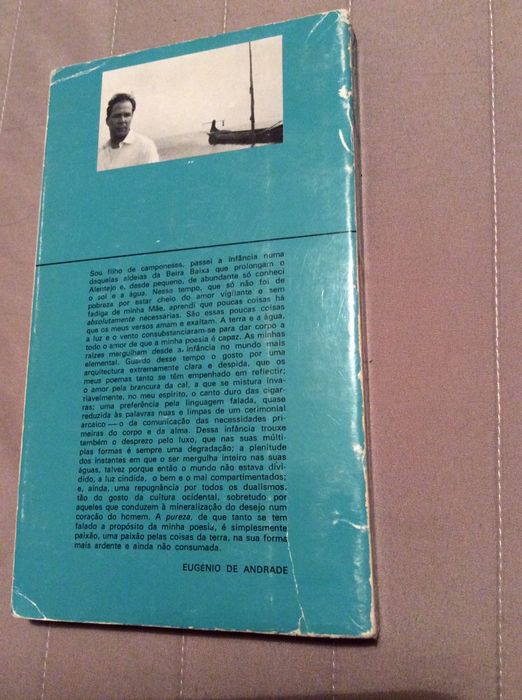 Sou filho de camponeses, passei a infância numa
daquelas aldeias da Beira Baixa que prolongam o
Alentejo e, desde pequeno, de abundante só conheci
o sol e a água. Nesse tempo, que só não foi de
pobreza por estar cheio do amor vigilante e sem
fadiga de minha Mãe, aprendi que poucas coisas há
absolutamente necessárias. São essas poucas coisas
que os meus versos amam e exaltam. A terra e a água,
a luz e o vento consubstanciaram-se para dar corpo a
todo o amor de que a minha poesia é capaz. As minhas
raízes mergulham desde a infância no mundo mais
elemental. Guardo desse tempo o gosto por uma
arquitectura extremamente clara e despida, que os
meus poemas tanto se têm empenhado em reflectir;
o amor pela brancura da cal, a que se mistura inva-
riàvelmente, no meu espírito, o canto duro das cigar-
ras; uma preferência pela linguagem falada, quase
reduzida às palavras nuas e limpas de um cerimonial
arcaico — o da comunicação das necessidades pri-
meiras do corpo e da alma. Dessa infância trouxe
também o desprezo pelo luxo, que nas suas múlti-
plas formas é sempre uma degradação; a plenitude
dos instantes em que o ser mergulha inteiro nas suas
águas, talvez porque então o mundo não estava divi-
dido, a luz cindida, o bem e o mal compartimentados;
e, ainda, uma repugnância por todos os dualismos,
tão do gosto da cultura ocidental, sobretudo por
aqueles que conduzem à mineralização do desejo num
coração do homem. A pureza, de que tanto se tem
falado a propósito da minha poesia, é simplesmente
paixão, uma paixão pelas coisas da terra, na sua forma
mais ardente e ainda não consumada.
EUGÉNIO DE ANDRADE